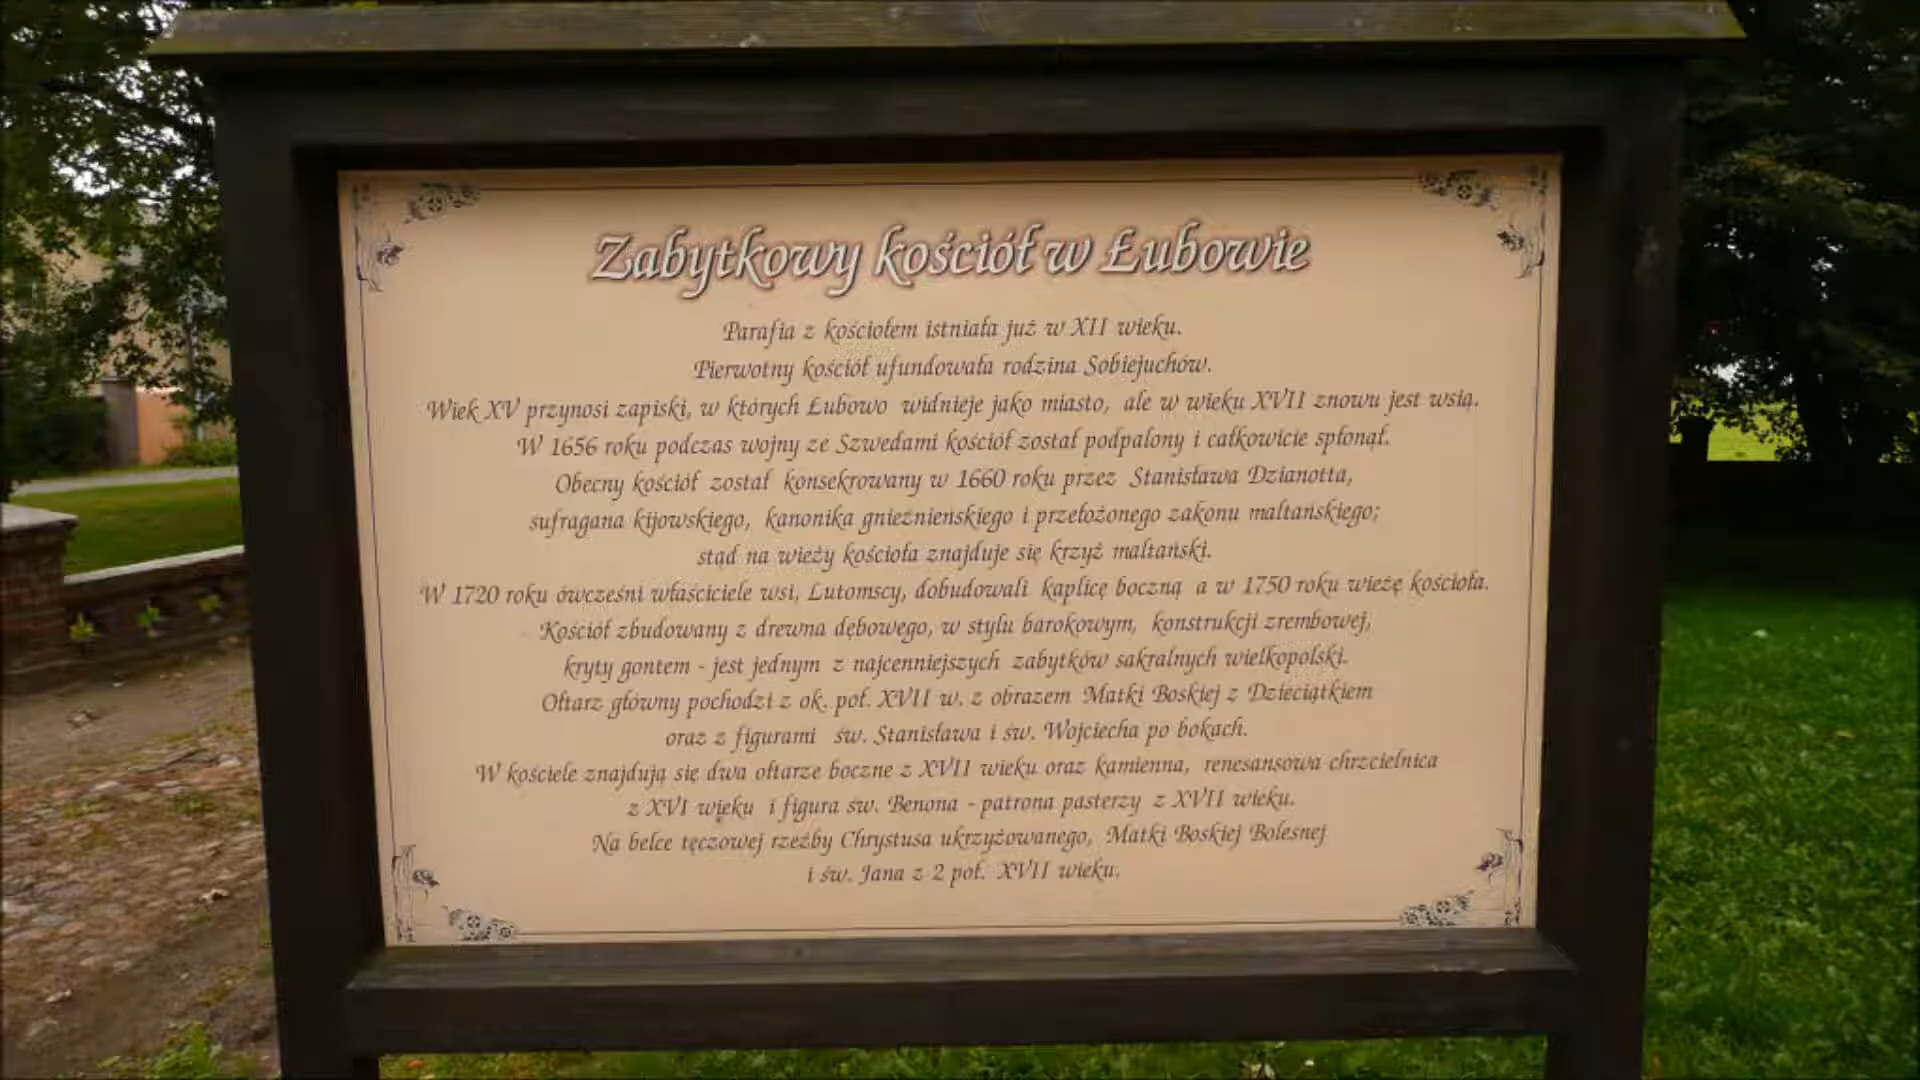 Zabytkowy kościół w Łubowie
Parafia z kościołem istniała już w XII wieku.
Pierwotny kościół ufundowała rodzina Sobiejuchów.
Wiek XV przynosi zapiski, w których Łubowo widnieje jako miasto, ale w wieku XVII znowu jest wsią.
W 1656 roku podczas wojny ze Szwedami kościół został podpalony i całkowicie spłonął.
Obecny kościół został konsekrowany w 1660 roku przez Stanisława Dzianotta,
sufragana kijowskiego, kanonika gnieźnieńskiego i przełożonego zakonu maltańskiego;
stąd na wieży kościoła znajduje się krzyż maltański.
W 1720 roku ówcześni właściciele wsi, Lutomscy, dobudowali kaplicę boczną a w 1750 roku wieżę kościoła.
Kościół zbudowany z drewna dębowego, w stylu barokowym, konstrukcji zrembowej,
kryty gontem - jest jednym z najcenniejszych zabytków sakralnych wielkopolski.
Ołtarz główny pochodzi z ok. poł. XVII w. z obrazem Matki Boskiej z Dzieciątkiem
oraz z figurami św. Stanisława i św. Wojciecha po bokach.
W kościele znajdują się dwa ołtarze boczne z XVII wieku oraz kamienna, renesansowa chrzcielnica
z XVI wieku i figura św. Benona - patrona pasterzy z XVII wieku.
Na belce tęczowej rzeźby Chrystusa ukrzyżowanego, Matki Boskiej Bolesnej
i św. Jana z 2 poł. XVII wieku.